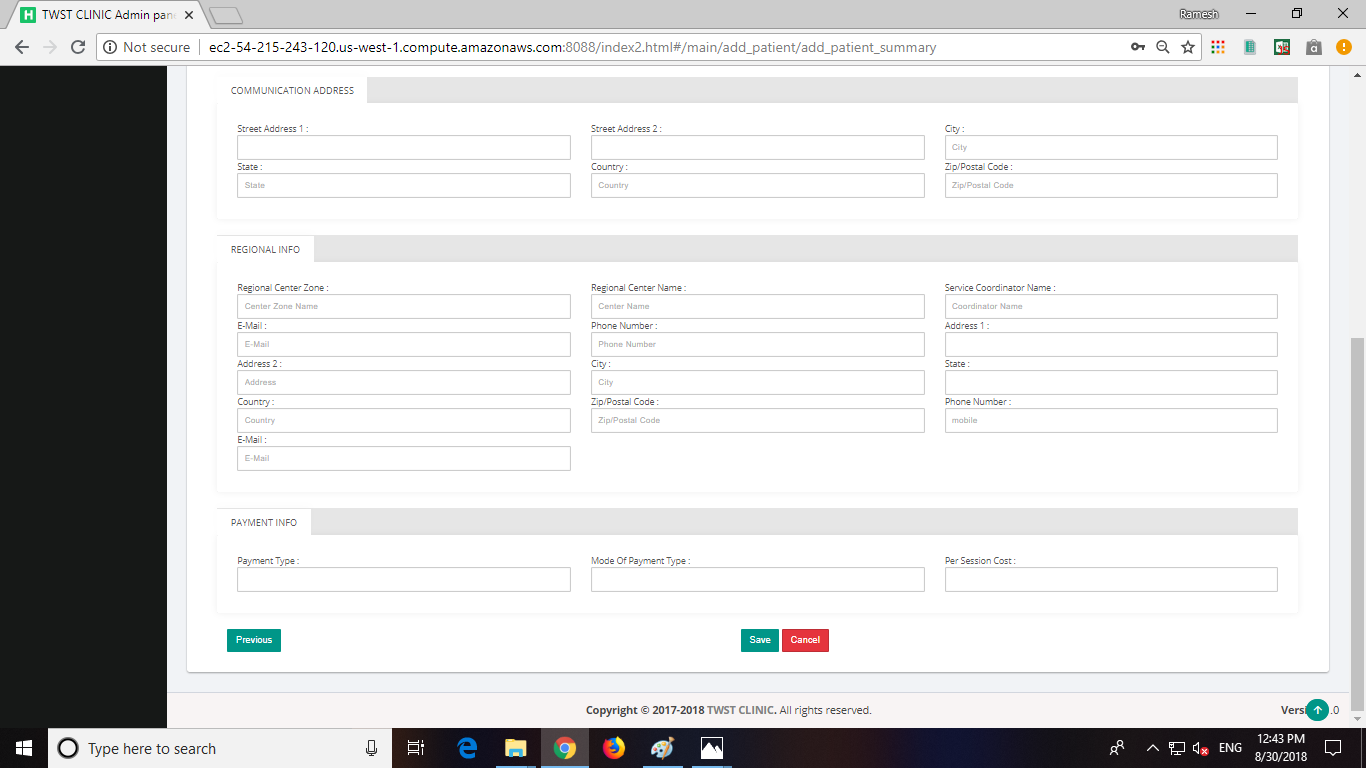 TWST CLINIC Admin pan
Ramesh
Not secure ec2-54-215-243-120.us-west-1.compute.amazonaws.com:8088/index2.html#/main/add_patient/add_patient_summary
COMMUNICATION ADDRESS
Street Address 1 : Street Address 2 : City :
City
State : Country : Zip/Postal Code :
State Country Zip/Postal Code
REGIONAL INFO
Regional Center Zone : Regional Center Name : Service Coordinator Name :
Center Zone Name Center Name Coordinator Name
E-Mail : Phone Number : Address 1 :
E-Mail Phone Number
Address 2 : City : State :
Address City
Country : Zip/Postal Code : Phone Number :
Country Zip/Postal Code mobile
E-Mail :
E-Mail
PAYMENT INFO
Payment Type : Mode Of Payment Type : Per Session Cost :
Previous Save Cancel
Copyright © 2017-2018 TWST CLINIC. All rights reserved. Versi .0
Type here to search ENG 12:43 PM
8/30/2018